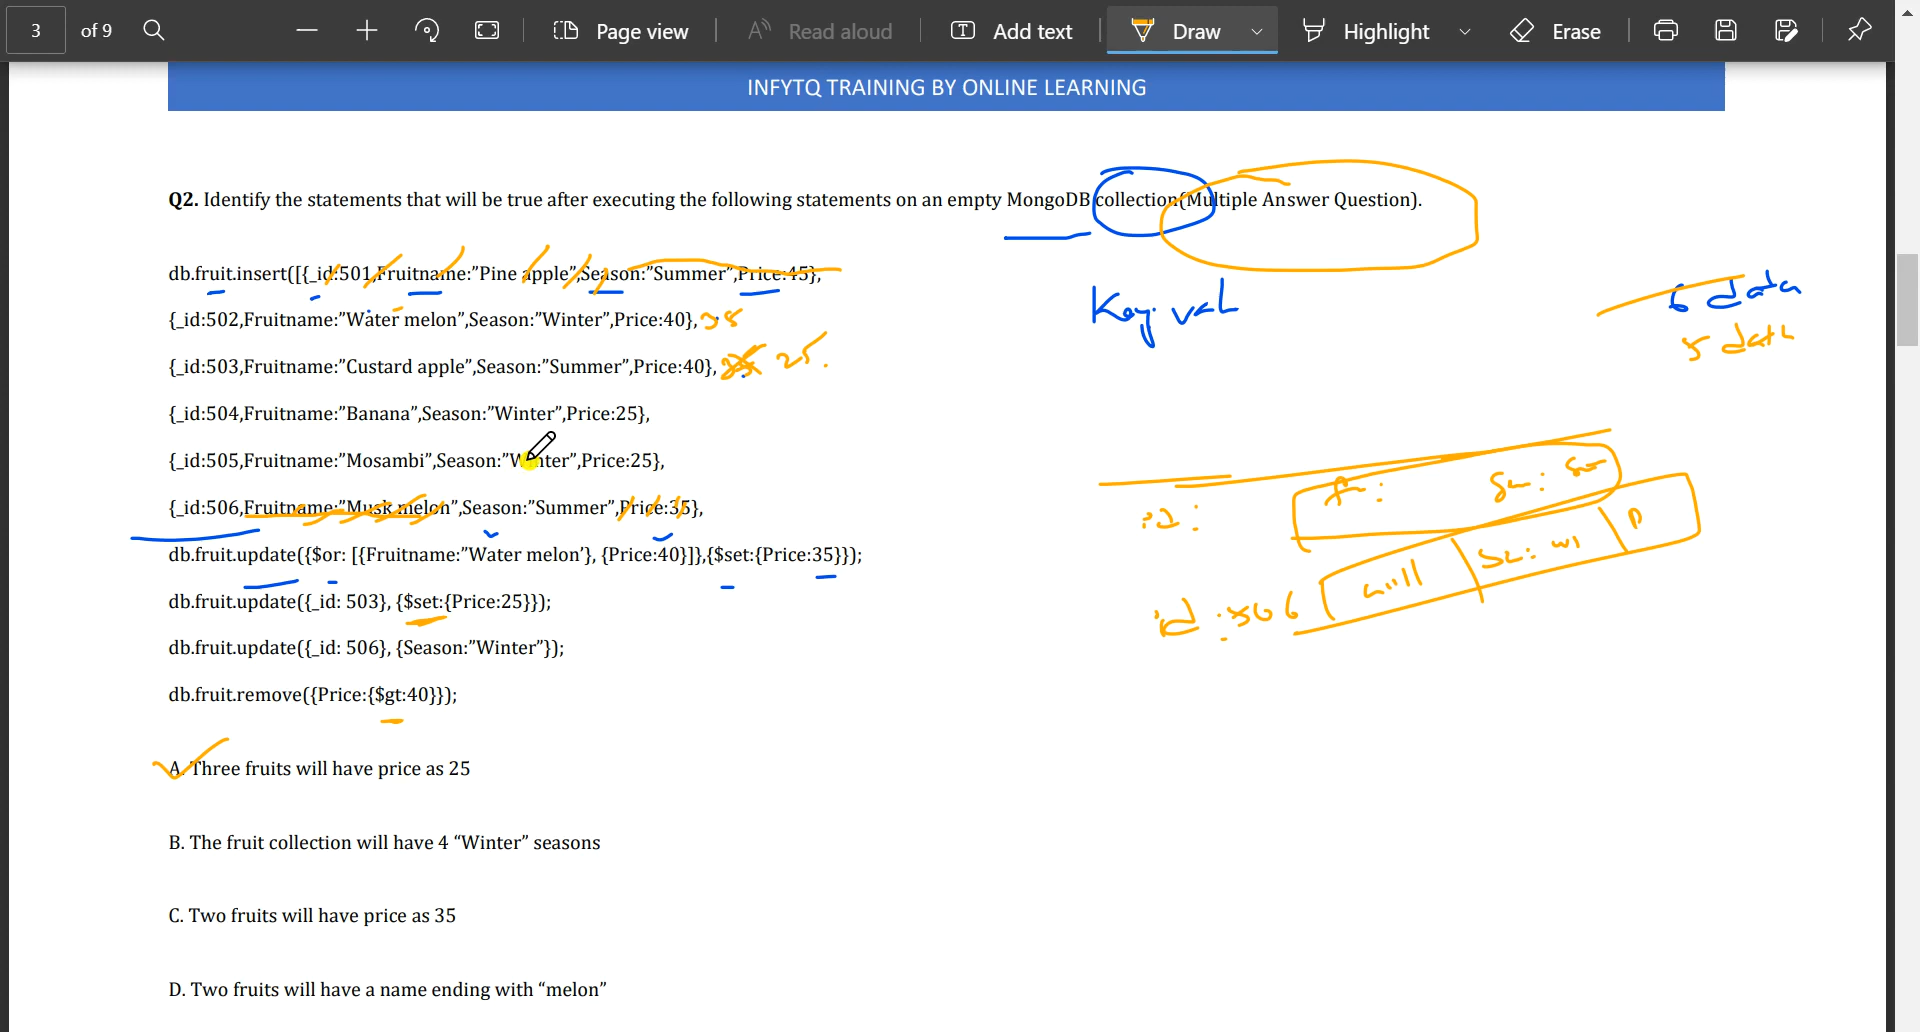 3 of 9 Page view Read aloud Add text Draw Highlight Erase
INFYTQ TRAINING BY ONLINE LEARNING
Q2. Identify the statements that will be true after executing the following statements on an empty MongoDB collection(Multiple Answer Question).
db.fruit.insert([{_id:501,Fruitname:”Pine apple”,Season:”Summer”,Price:45},
6 data
Key val
{_id:502,Fruitname:”Water melon”,Season:”Winter”,Price:40},
5 data
{_id:503,Fruitname:”Custard apple”,Season:”Summer”,Price:40}, 25.
{_id:504,Fruitname:”Banana”,Season:”Winter”,Price:25},
{_id:505,Fruitname:”Mosambi”,Season:”Winter”,Price:25},
{_id:506,Fruitname:”Musk melon”,Season:”Summer”,Price:35},
db.fruit.update({$or: [{Fruitname:”Water melon’}, {Price:40}]},{$set:{Price:35}});
null
id :506
db.fruit.update({_id: 503}, {$set:{Price:25}});
db.fruit.update({_id: 506}, {Season:”Winter”});
db.fruit.remove({Price:{$gt:40}});
A. Three fruits will have price as 25
B. The fruit collection will have 4 “Winter” seasons
C. Two fruits will have price as 35
D. Two fruits will have a name ending with “melon”